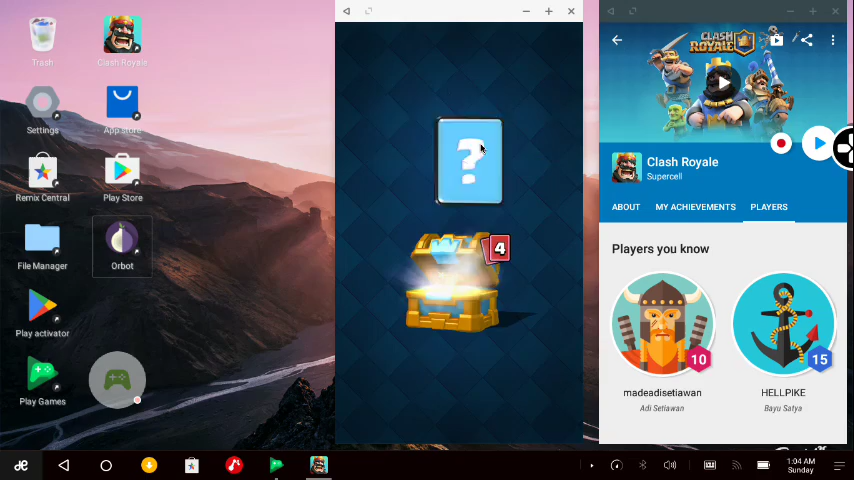 Trash
Clash Royale
Settings
App store
Remix Central
Play Store
File Manager
Orbot
Play activator
Play Games
?
4
CLASH
ROYALE
Clash Royale
Supercell
ABOUT
MY ACHIEVEMENTS
PLAYERS
Players you know
10
15
madeadisetiawan
HELLPIKE
Adi Setiawan
Bayu Satya
1:04 AM
Sunday